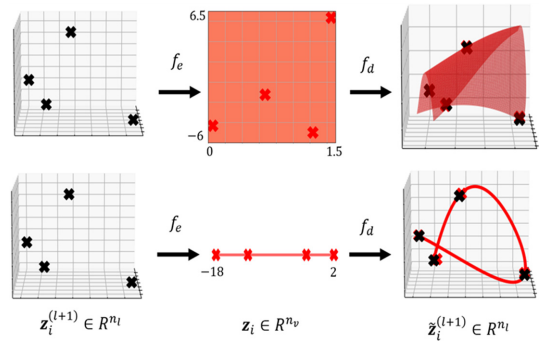 6.5
f_e
f_d
−6
0
1.5
f_e
f_d
−18
2
z_i^{(l+1)} ∈ R^{n_l}
z_i ∈ R^{n_v}
z̃_i^{(l+1)} ∈ R^{n_l}